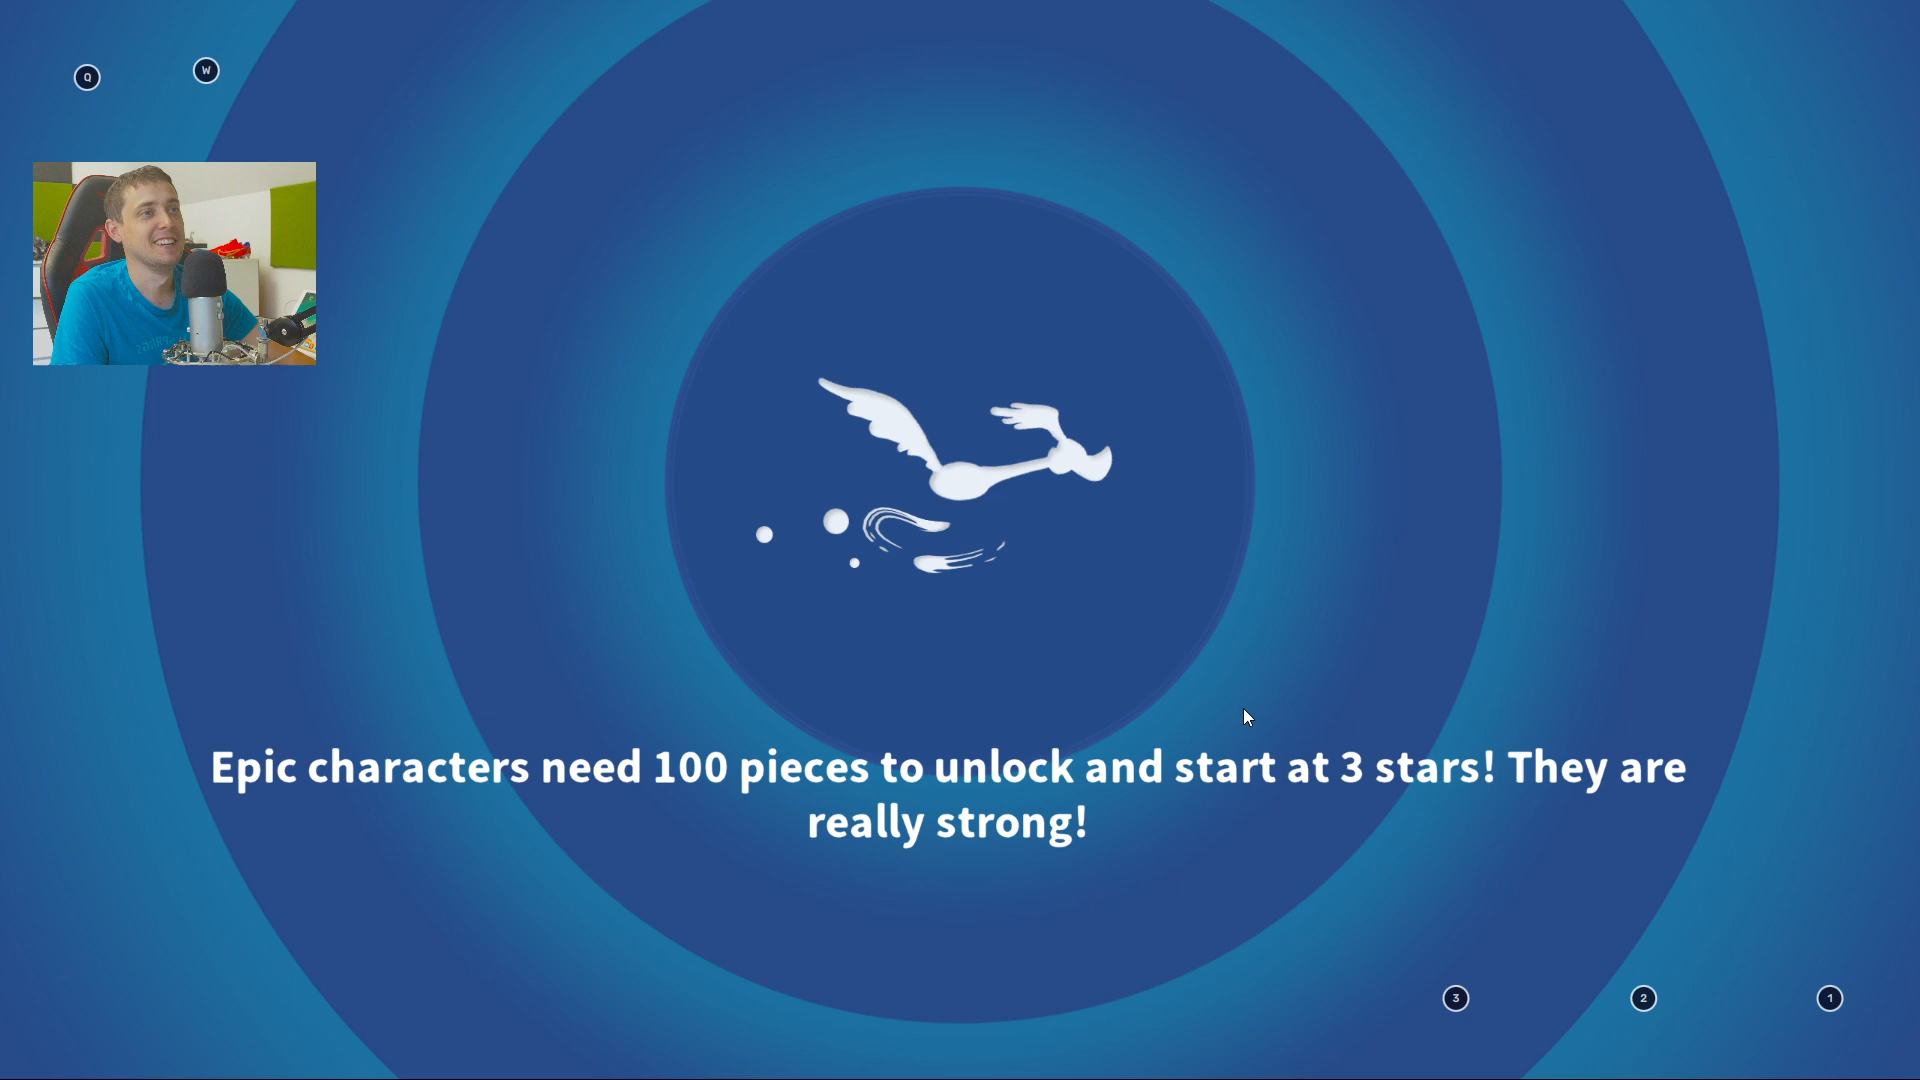 Q
W
Epic characters need 100 pieces to unlock and start at 3 stars! They are
really strong!
3
2
1